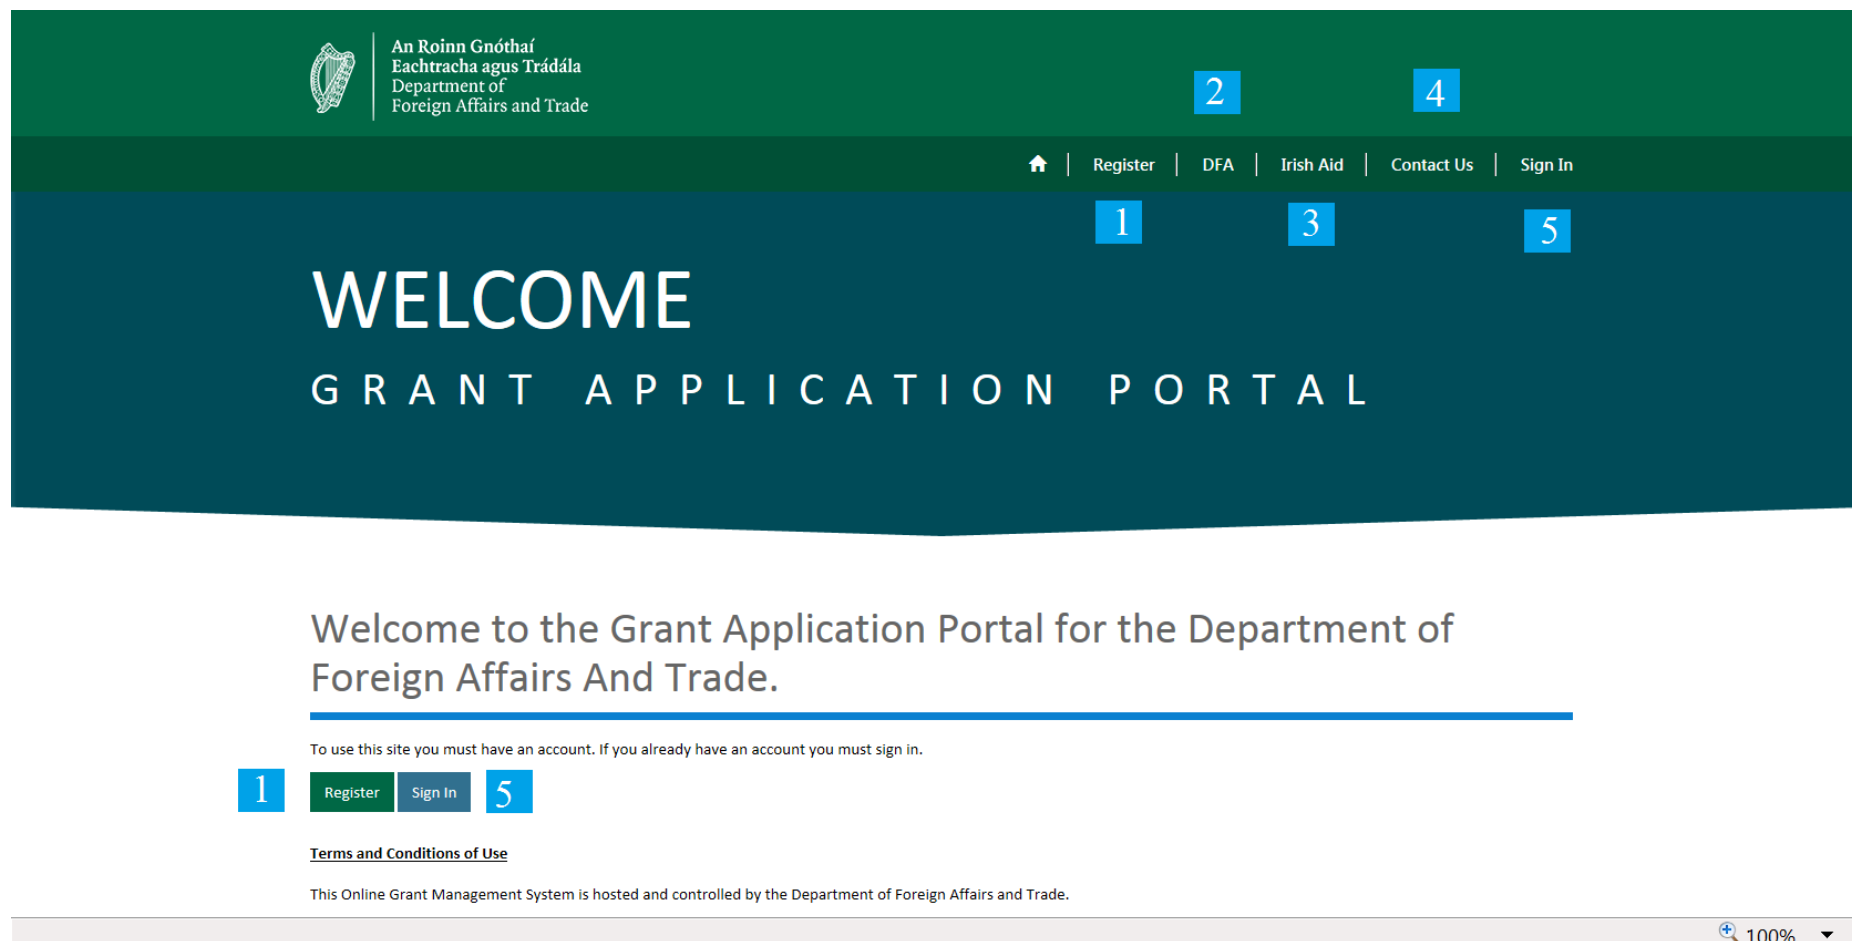 An Roinn Gnóthaí
Eachtracha agus Trádála
Department of
Foreign Affairs and Trade
2
4
Register
DFA
Irish Aid
Contact Us
Sign In
1
3
5
WELCOME
GRANT APPLICATION PORTAL
Welcome to the Grant Application Portal for the Department of
Foreign Affairs And Trade.
To use this site you must have an account. If you already have an account you must sign in.
1
Register
Sign In
5
Terms and Conditions of Use
This Online Grant Management System is hosted and controlled by the Department of Foreign Affairs and Trade.
100%